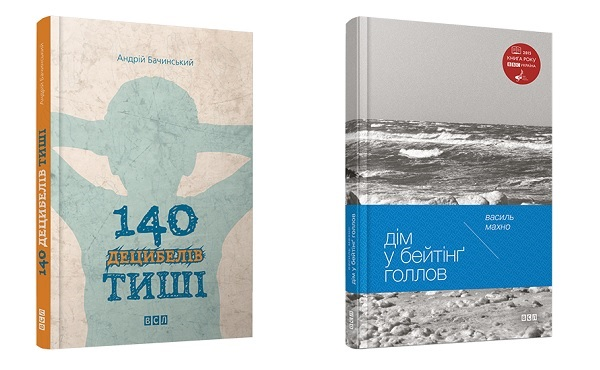 Андрій Бачинський
140 ДЕЦИБЕЛІВ ТИШІ
Андрій Бачинський
140
ДЕЦИБЕЛІВ
ТИШІ
ВСЛ
2015
КНИГА РОКУ
BBC УКРАЇНА
василь
махно
дім
у бейтінґ
голлов
ВСЛ
дім у бейтінґ голлов